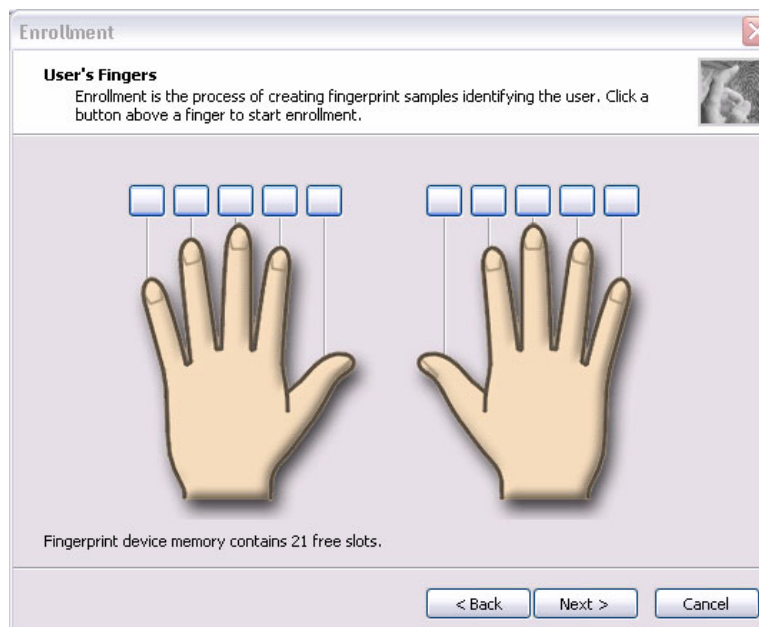 Enrollment
User's Fingers
Enrollment is the process of creating fingerprint samples identifying the user. Click a
button above a finger to start enrollment.
Fingerprint device memory contains 21 free slots.
< Back Next > Cancel